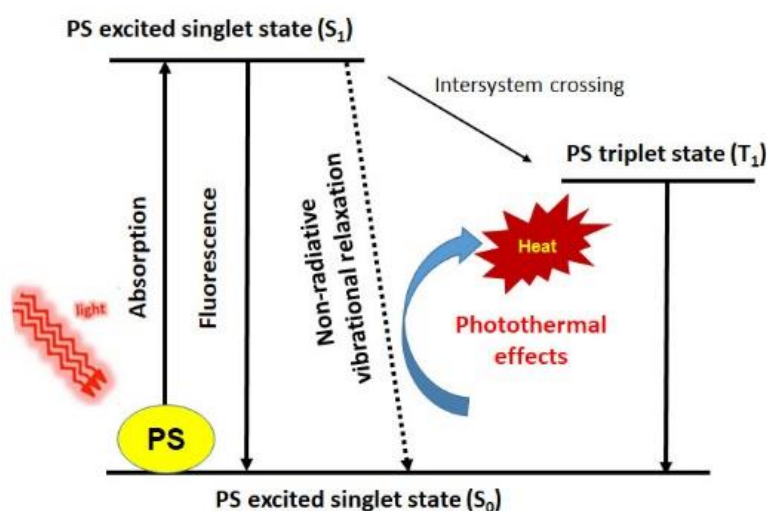 PS excited singlet state (S₁)
Intersystem crossing
PS triplet state (T₁)
Absorption
Fluorescence
Non-radiative
vibrational relaxation
Heat
light
Photothermal
effects
PS
PS excited singlet state (S₀)